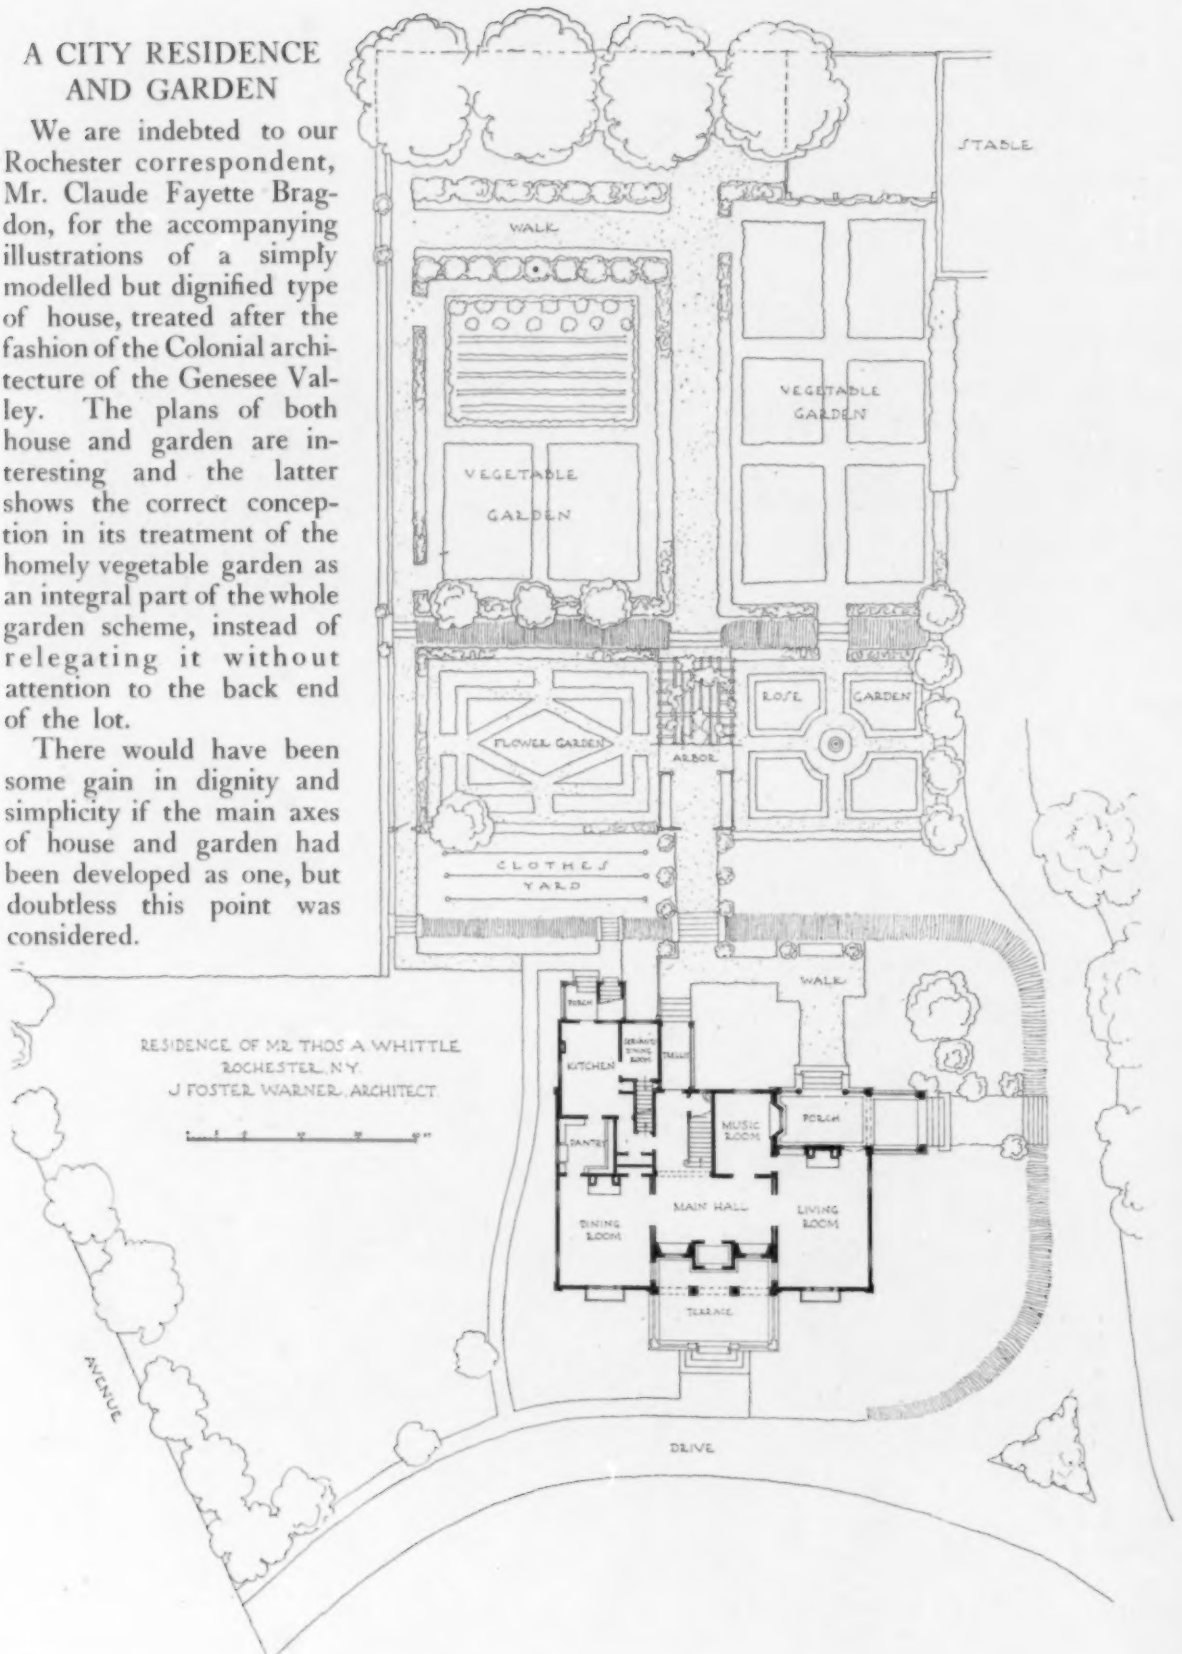 A CITY RESIDENCE
AND GARDEN
We are indebted to our
Rochester correspondent,
Mr. Claude Fayette Brag-
don, for the accompanying
illustrations of a simply
modelled but dignified type
of house, treated after the
fashion of the Colonial archi-
tecture of the Genesee Val-
ley. The plans of both
house and garden are in-
teresting and the latter
shows the correct concep-
tion in its treatment of the
homely vegetable garden as
an integral part of the whole
garden scheme, instead of
relegating it without
attention to the back end
of the lot.
There would have been
some gain in dignity and
simplicity if the main axes
of house and garden had
been developed as one, but
doubtless this point was
considered.
STABLE
WALK
VEGETABLE
GARDEN
VEGETABLE
GARDEN
ROSE GARDEN
FLOWER GARDEN
ARBOR
CLOTHES
YARD
WALK
PORCH
RESIDENCE OF MR THOS A WHITTLE
ROCHESTER, N.Y.
J FOSTER WARNER, ARCHITECT.
KITCHEN
SERVANTS
DINING
ROOM
TRELLIS
PANTRY
MUSIC
ROOM
PORCH
MAIN HALL
DINING
ROOM
LIVING
ROOM
TERRACE
AVENUE
DRIVE